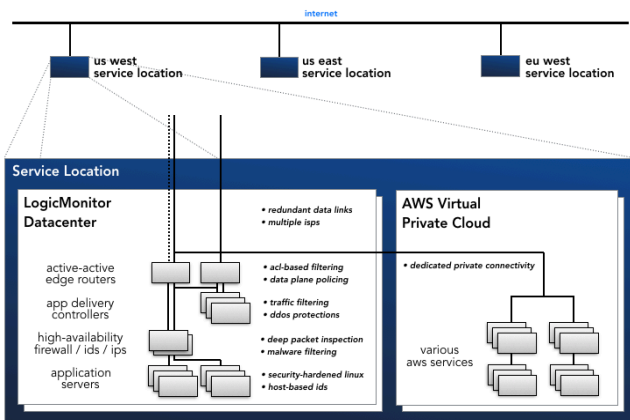 internet
us west
service location
us east
service location
eu west
service location
Service Location
LogicMonitor
Datacenter
• redundant data links
• multiple isps
active-active
edge routers
• acl-based filtering
• data plane policing
app delivery
controllers
• traffic filtering
• ddos protections
high-availability
firewall / ids / ips
• deep packet inspection
• malware filtering
application
servers
• security-hardened linux
• host-based ids
AWS Virtual
Private Cloud
• dedicated private connectivity
various
aws services